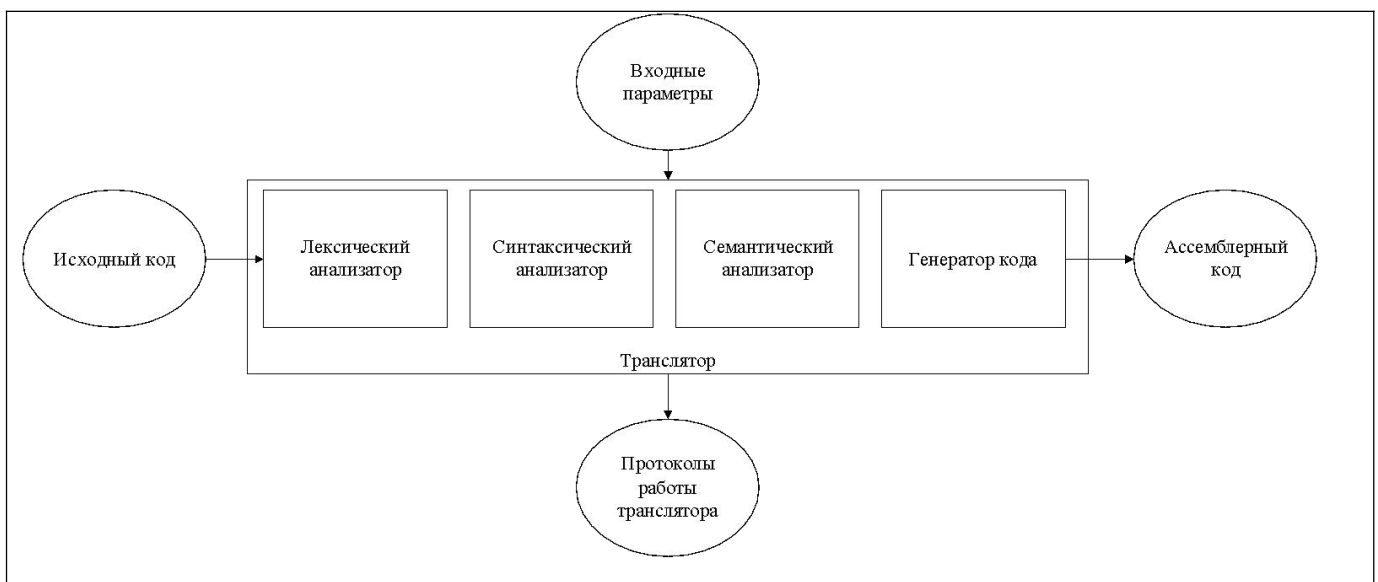 Входные
параметры
Исходный код
Лексический
анализатор
Синтаксический
анализатор
Семантический
анализатор
Генератор кода
Ассемблерный
код
Транслятор
Протоколы
работы
транслятора